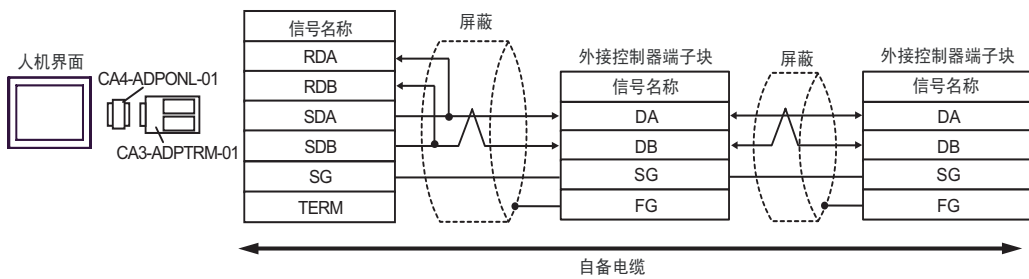 人机界面
CA4-ADPONL-01
CA3-ADPTRM-01
信号名称
RDA
RDB
SDA
SDB
SG
TERM
屏蔽
外接控制器端子块
信号名称
DA
DB
SG
FG
屏蔽
外接控制器端子块
信号名称
DA
DB
SG
FG
自备电缆